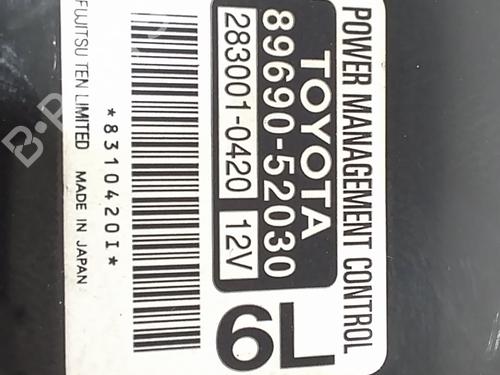 POWER MANAGEMENT CONTROL
TOYOTA
89690-52030
283001-0420 12V
6L
*8310420I*
FUJITSU TEN LIMITED MADE IN JAPAN